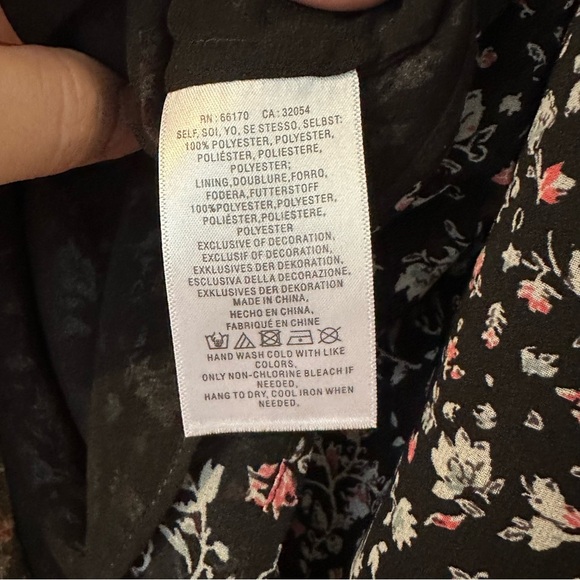 RN : 66170 CA : 32054
SELF, SOI, YO, SE STESSO, SELBST:
100% POLYESTER, POLYESTER,
POLIÉSTER, POLIESTERE,
POLYESTER;
LINING,DOUBLURE,FORRO,
FODERA,FUTTERSTOFF
100%POLYESTER, POLYESTER,
POLIÉSTER, POLIESTERE,
POLYESTER
EXCLUSIVE OF DECORATION,
EXCLUSIF OF DECORATION,
EXKLUSIVES DER DEKORATION,
ESCLUSIVA DELLA DECORAZIONE,
EXKLUSIVES DER DEKORATION
MADE IN CHINA,
HECHO EN CHINA,
FABRIQUÉ EN CHINE
HAND WASH COLD WITH LIKE
COLORS,
ONLY NON-CHLORINE BLEACH IF
NEEDED,
HANG TO DRY, COOL IRON WHEN
NEEDED